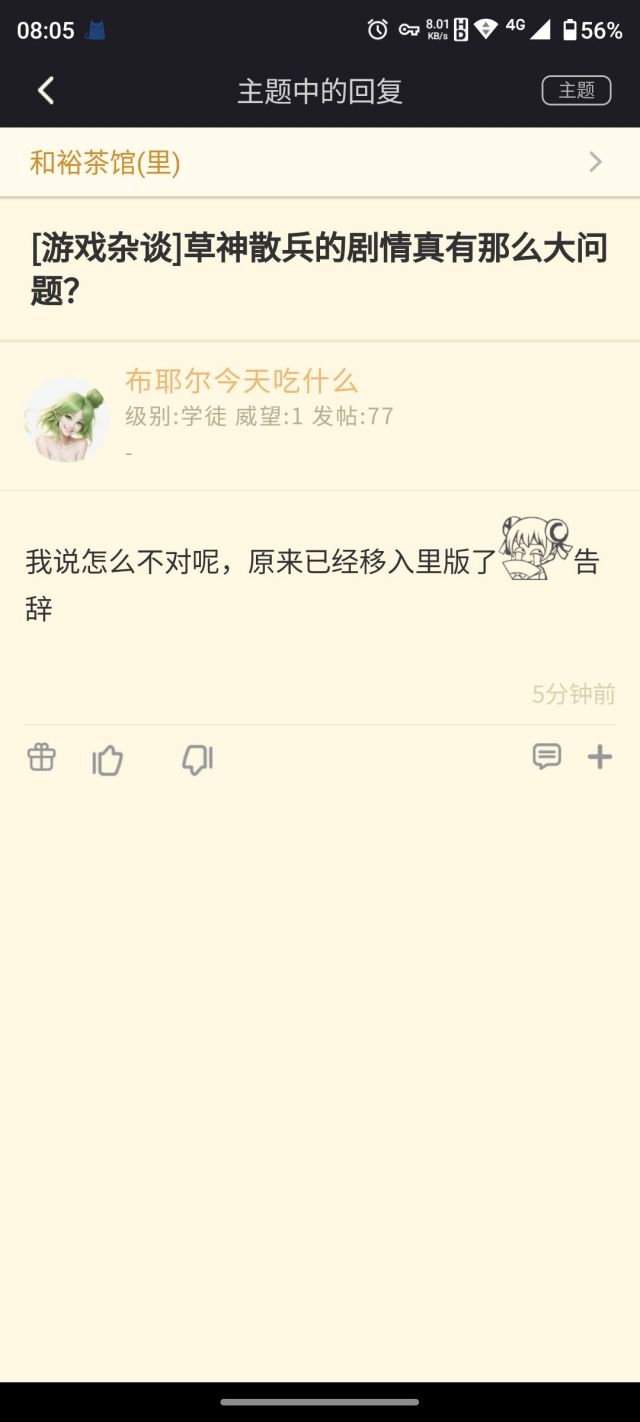 08:05
8.01
KB/s
HD
4G
56%
主题中的回复
主题
和裕茶馆(里)
[游戏杂谈]草神散兵的剧情真有那么大问
题?
布耶尔今天吃什么
级别:学徒 威望:1 发帖:77
-
我说怎么不对呢，原来已经移入里版了告
辞
5分钟前